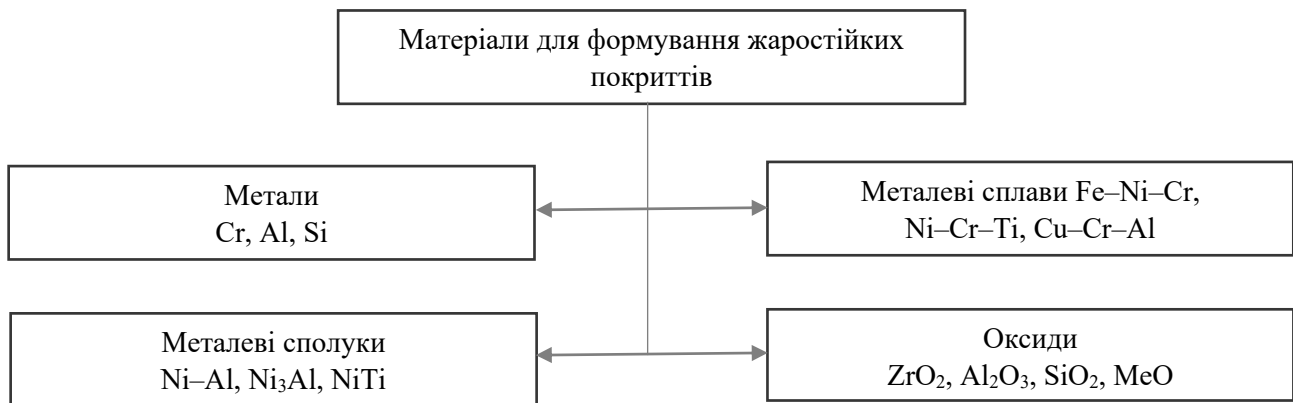 Матеріали для формування жаростійких
покриттів
Метали
Cr, Al, Si
Металеві сплави Fe–Ni–Cr,
Ni–Cr–Ti, Cu–Cr–Al
Металеві сполуки
Ni–Al, Ni₃Al, NiTi
Оксиди
ZrO₂, Al₂O₃, SiO₂, MeO